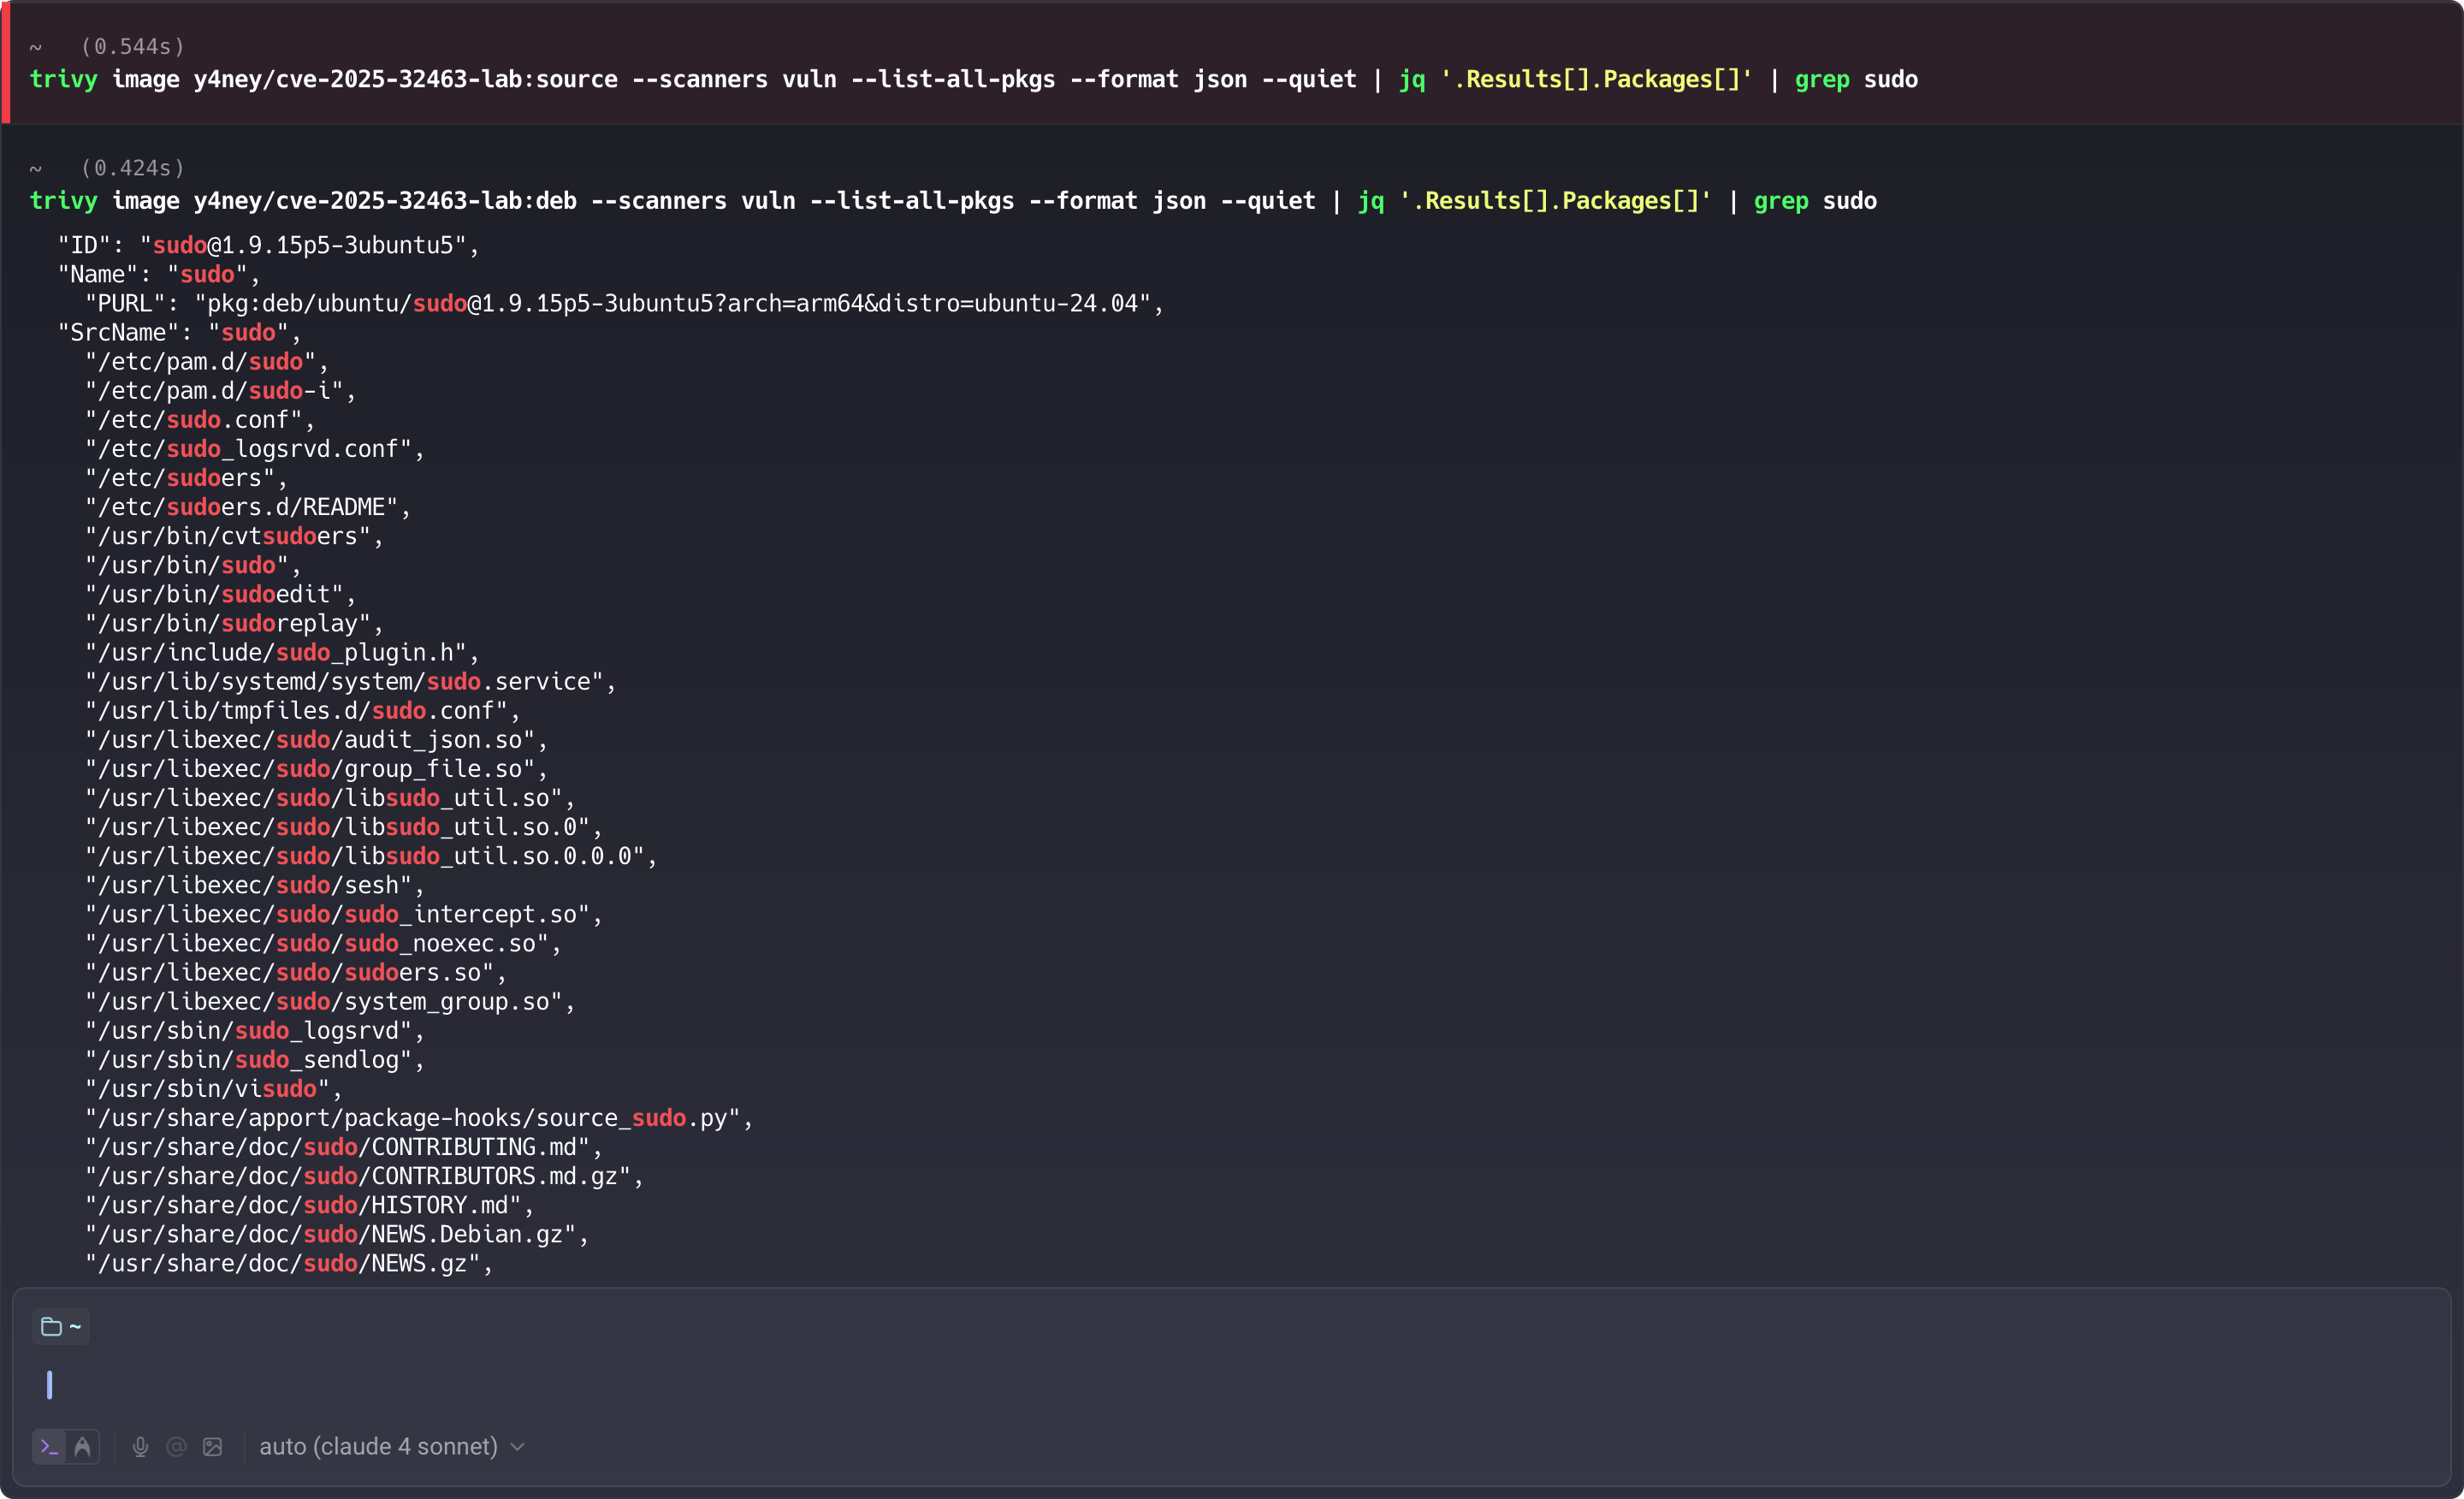 ~ (0.544s)
trivy image y4ney/cve-2025-32463-lab:source --scanners vuln --list-all-pkgs --format json --quiet | jq '.Results[].Packages[]' | grep sudo
~ (0.424s)
trivy image y4ney/cve-2025-32463-lab:deb --scanners vuln --list-all-pkgs --format json --quiet | jq '.Results[].Packages[]' | grep sudo
"ID": "sudo@1.9.15p5-3ubuntu5",
"Name": "sudo",
"PURL": "pkg:deb/ubuntu/sudo@1.9.15p5-3ubuntu5?arch=arm64&distro=ubuntu-24.04",
"SrcName": "sudo",
"/etc/pam.d/sudo",
"/etc/pam.d/sudo-i",
"/etc/sudo.conf",
"/etc/sudo_logsrvd.conf",
"/etc/sudoers",
"/etc/sudoers.d/README",
"/usr/bin/cvtsudoers",
"/usr/bin/sudo",
"/usr/bin/sudoedit",
"/usr/bin/sudoreplay",
"/usr/include/sudo_plugin.h",
"/usr/lib/systemd/system/sudo.service",
"/usr/lib/tmpfiles.d/sudo.conf",
"/usr/libexec/sudo/audit_json.so",
"/usr/libexec/sudo/group_file.so",
"/usr/libexec/sudo/libsudo_util.so",
"/usr/libexec/sudo/libsudo_util.so.0",
"/usr/libexec/sudo/libsudo_util.so.0.0.0",
"/usr/libexec/sudo/sesh",
"/usr/libexec/sudo/sudo_intercept.so",
"/usr/libexec/sudo/sudo_noexec.so",
"/usr/libexec/sudo/sudoers.so",
"/usr/libexec/sudo/system_group.so",
"/usr/sbin/sudo_logsrvd",
"/usr/sbin/sudo_sendlog",
"/usr/sbin/visudo",
"/usr/share/apport/package-hooks/source_sudo.py",
"/usr/share/doc/sudo/CONTRIBUTING.md",
"/usr/share/doc/sudo/CONTRIBUTORS.md.gz",
"/usr/share/doc/sudo/HISTORY.md",
"/usr/share/doc/sudo/NEWS.Debian.gz",
"/usr/share/doc/sudo/NEWS.gz",
~
auto (claude 4 sonnet)